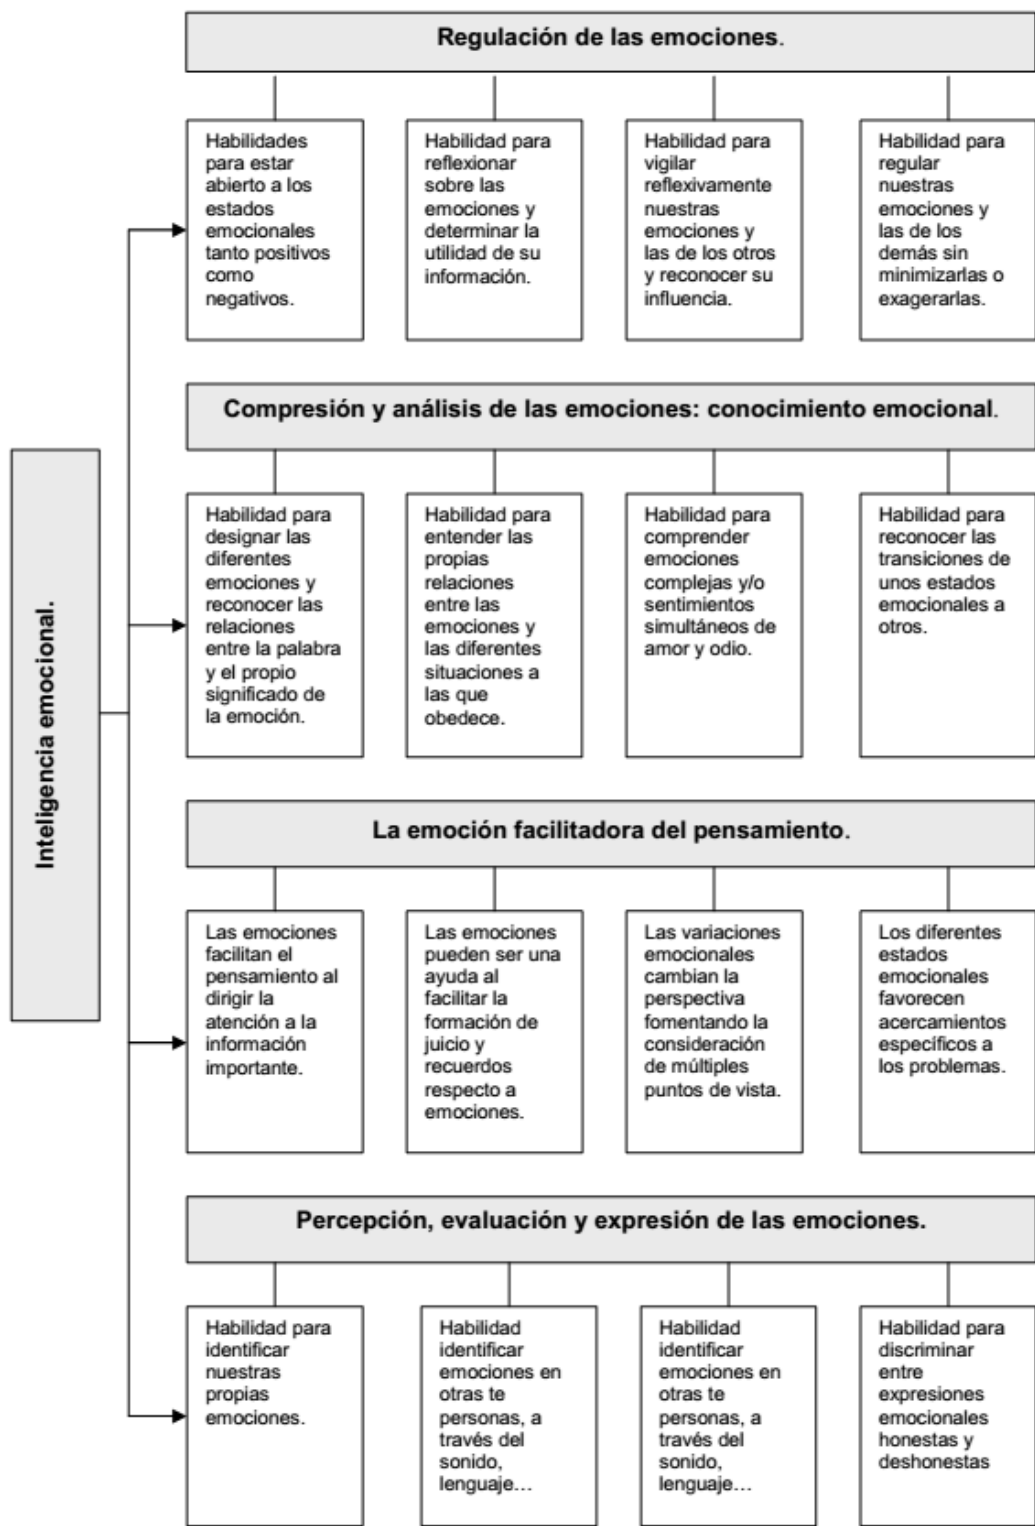 Regulación de las emociones.
Habilidades
para estar
abierto a los
estados
emocionales
tanto positivos
como
negativos.
Habilidad para
reflexionar
sobre las
emociones y
determinar la
utilidad de su
información.
Habilidad para
vigilar
reflexivamente
nuestras
emociones y
las de los otros
y reconocer su
influencia.
Habilidad para
regular
nuestras
emociones y
las de los
demás sin
minimizarlas o
exagerarlas.
Inteligencia emocional.
Compresión y análisis de las emociones: conocimiento emocional.
Habilidad para
designar las
diferentes
emociones y
reconocer las
relaciones
entre la palabra
y el propio
significado de
la emoción.
Habilidad para
entender las
propias
relaciones
entre las
emociones y
las diferentes
situaciones a
las que
obedece.
Habilidad para
comprender
emociones
complejas y/o
sentimientos
simultáneos de
amor y odio.
Habilidad para
reconocer las
transiciones de
unos estados
emocionales a
otros.
La emoción facilitadora del pensamiento.
Las emociones
facilitan el
pensamiento al
dirigir la
atención a la
información
importante.
Las emociones
pueden ser una
ayuda al
facilitar la
formación de
juicio y
recuerdos
respecto a
emociones.
Las variaciones
emocionales
cambian la
perspectiva
fomentando la
consideración
de múltiples
puntos de vista.
Los diferentes
estados
emocionales
favorecen
acercamientos
específicos a
los problemas.
Percepción, evaluación y expresión de las emociones.
Habilidad para
identificar
nuestras
propias
emociones.
Habilidad
identificar
emociones en
otras te
personas, a
través del
sonido,
lenguaje…
Habilidad
identificar
emociones en
otras te
personas, a
través del
sonido,
lenguaje…
Habilidad para
discriminar
entre
expresiones
emocionales
honestas y
deshonestas